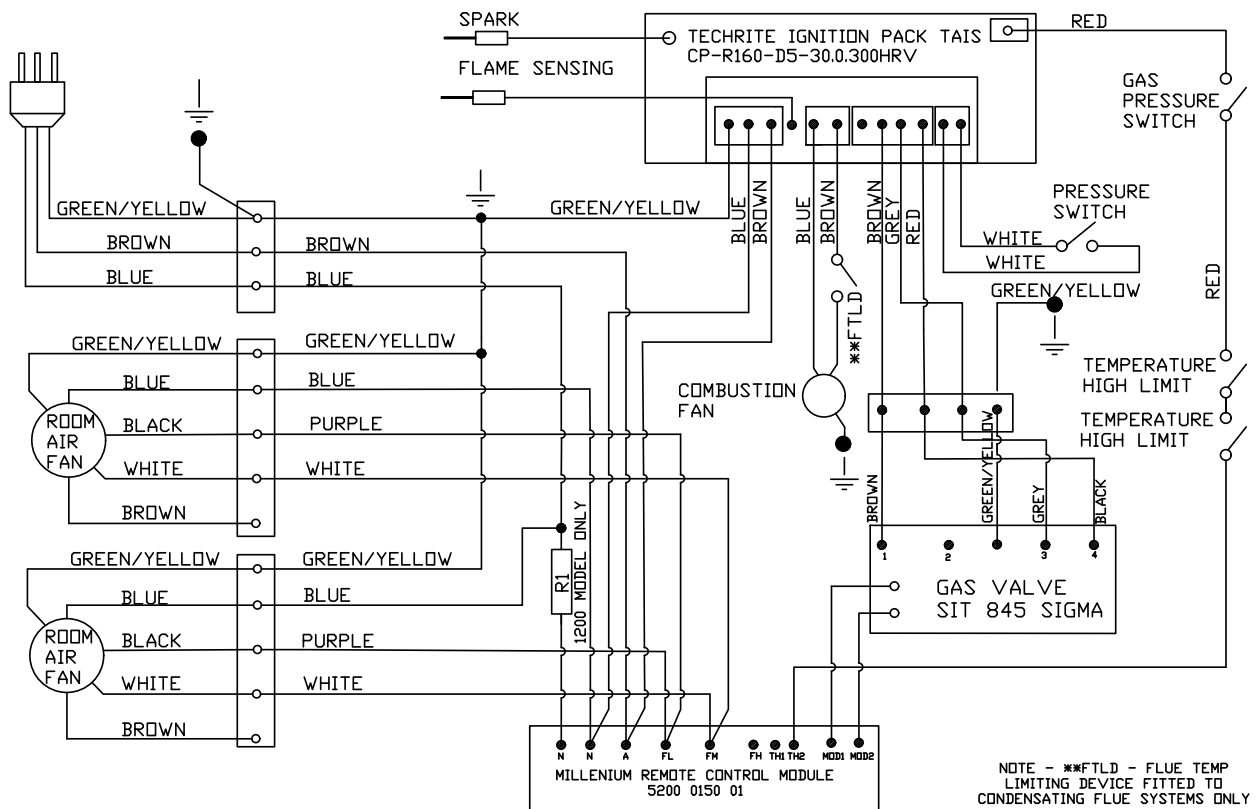 SPARK
FLAME SENSING
TECHRITE IGNITION PACK TAIS
CP-R160-D5-30.0.300HRV
RED
GAS
PRESSURE
SWITCH
GREEN/YELLOW
BROWN
BLUE
BROWN
BLUE
GREEN/YELLOW
BLUE
BROWN
BLUE
BROWN
BROWN
GREY
RED
PRESSURE
SWITCH
WHITE
WHITE
GREEN/YELLOW
RED
**FTLD
GREEN/YELLOW
BLUE
BLACK
WHITE
BROWN
ROOM
AIR
FAN
GREEN/YELLOW
BLUE
PURPLE
WHITE
COMBUSTION
FAN
TEMPERATURE
HIGH LIMIT
TEMPERATURE
HIGH LIMIT
BROWN
GREEN/YELLOW
GREY
BLACK
1
2
3
4
GAS VALVE
SIT 845 SIGMA
GREEN/YELLOW
BLUE
BLACK
WHITE
BROWN
ROOM
AIR
FAN
GREEN/YELLOW
BLUE
PURPLE
WHITE
R1
1200 MODEL ONLY
N N A FL FM FH TH1 TH2 MOD1 MOD2
MILLENIUM REMOTE CONTROL MODULE
5200 0150 01
NOTE - **FTLD - FLUE TEMP
LIMITING DEVICE FITTED TO
CONDENSATING FLUE SYSTEMS ONLY